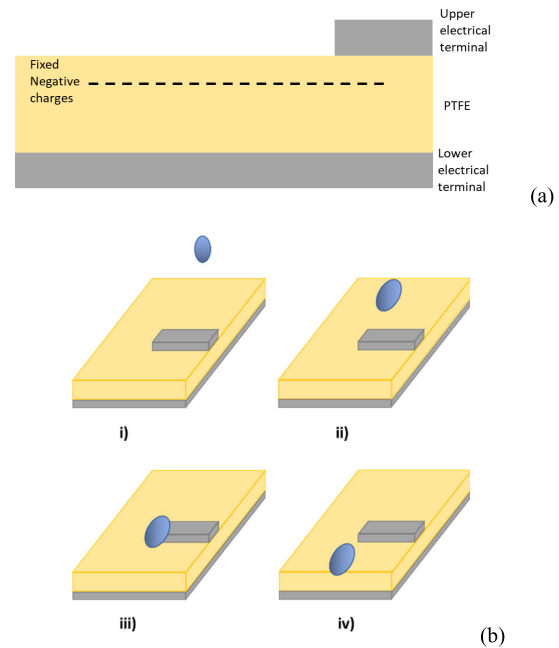 Upper
electrical
terminal
Fixed
Negative
charges
PTFE
Lower
electrical
terminal
(a)
i)
ii)
iii)
iv)
(b)